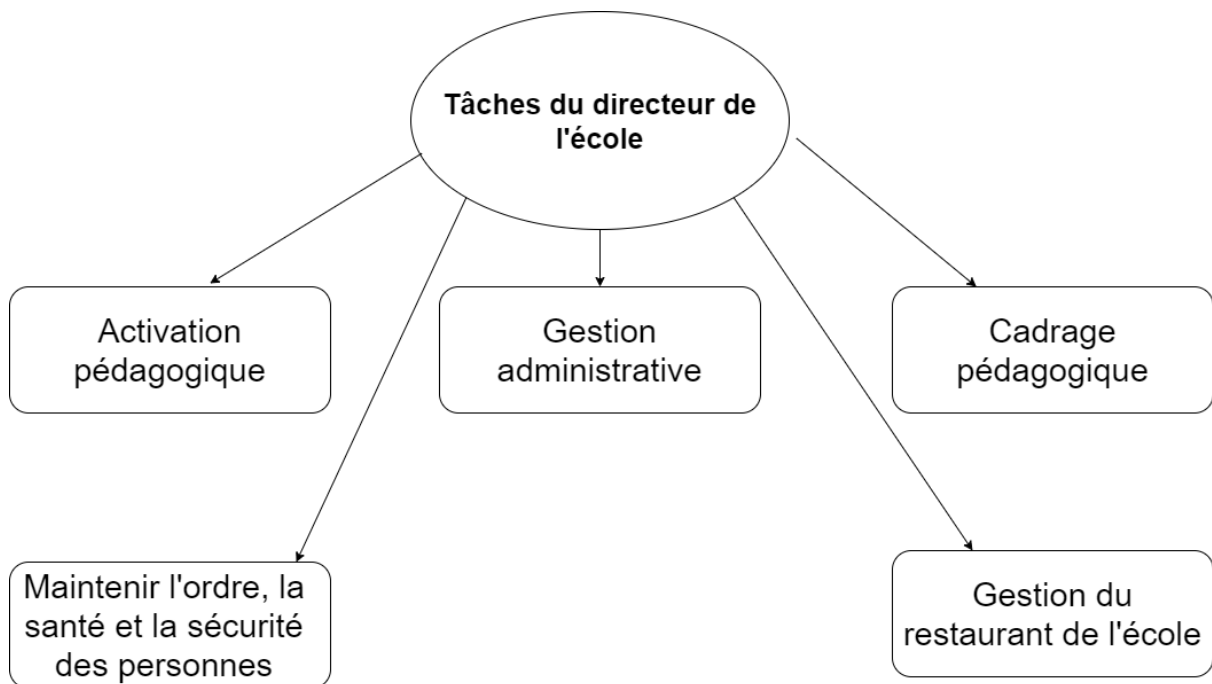 Tâches du directeur de
l'école
Activation
pédagogique
Gestion
administrative
Cadrage
pédagogique
Maintenir l'ordre, la
santé et la sécurité
des personnes
Gestion du
restaurant de l'école